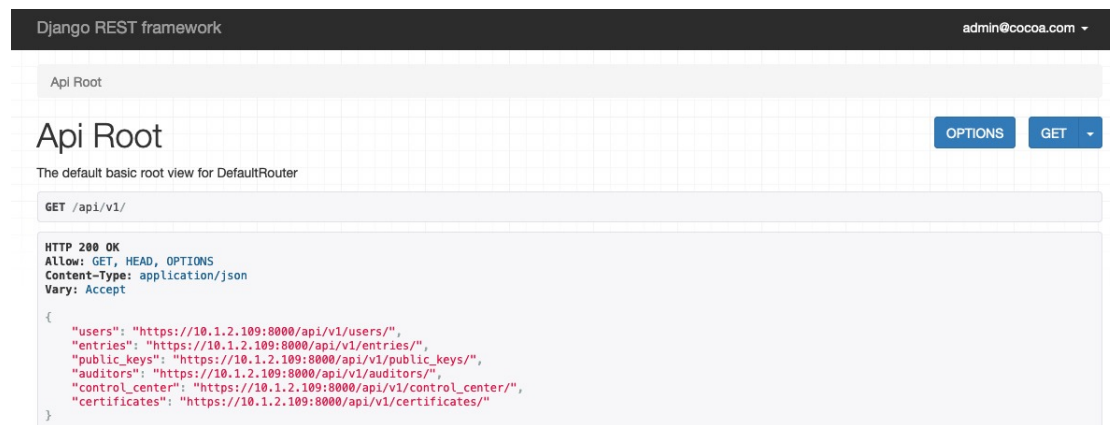 Django REST framework
admin@cocoa.com
Api Root
Api Root
OPTIONS
GET
The default basic root view for DefaultRouter
GET /api/v1/
HTTP 200 OK
Allow: GET, HEAD, OPTIONS
Content-Type: application/json
Vary: Accept
{
"users": "https://10.1.2.109:8000/api/v1/users/",
"entries": "https://10.1.2.109:8000/api/v1/entries/",
"public_keys": "https://10.1.2.109:8000/api/v1/public_keys/",
"auditors": "https://10.1.2.109:8000/api/v1/auditors/",
"control_center": "https://10.1.2.109:8000/api/v1/control_center/",
"certificates": "https://10.1.2.109:8000/api/v1/certificates/"
}